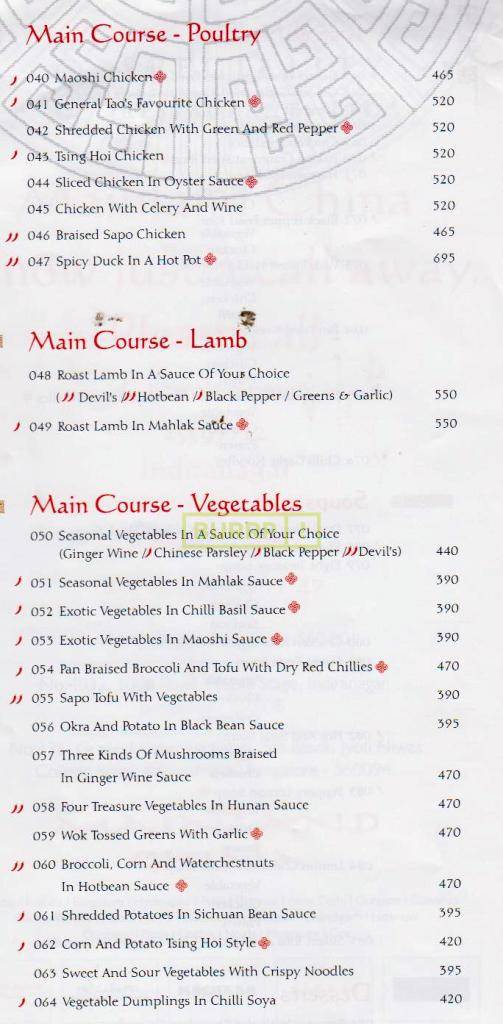 Main Course - Poultry
040 Maoshi Chicken 465
041 General Tao's Favourite Chicken 520
042 Shredded Chicken With Green And Red Pepper 520
043 Tsing Hoi Chicken 520
044 Sliced Chicken In Oyster Sauce 520
045 Chicken With Celery And Wine 520
046 Braised Sapo Chicken 465
047 Spicy Duck In A Hot Pot 695
Main Course - Lamb
048 Roast Lamb In A Sauce Of Your Choice
( Devil's / Hotbean / Black Pepper / Greens & Garlic) 550
049 Roast Lamb In Mahlak Sauce 550
Main Course - Vegetables
050 Seasonal Vegetables In A Sauce Of Your Choice
(Ginger Wine / Chinese Parsley / Black Pepper / Devil's) 440
051 Seasonal Vegetables In Mahlak Sauce 390
052 Exotic Vegetables In Chilli Basil Sauce 390
053 Exotic Vegetables In Maoshi Sauce 390
054 Pan Braised Broccoli And Tofu With Dry Red Chillies 470
055 Sapo Tofu With Vegetables 390
056 Okra And Potato In Black Bean Sauce 395
057 Three Kinds Of Mushrooms Braised
In Ginger Wine Sauce 470
058 Four Treasure Vegetables In Hunan Sauce 470
059 Wok Tossed Greens With Garlic 470
060 Broccoli, Corn And Waterchestnuts
In Hotbean Sauce 470
061 Shredded Potatoes In Sichuan Bean Sauce 395
062 Corn And Potato Tsing Hoi Style 420
063 Sweet And Sour Vegetables With Crispy Noodles 395
064 Vegetable Dumplings In Chilli Soya 420